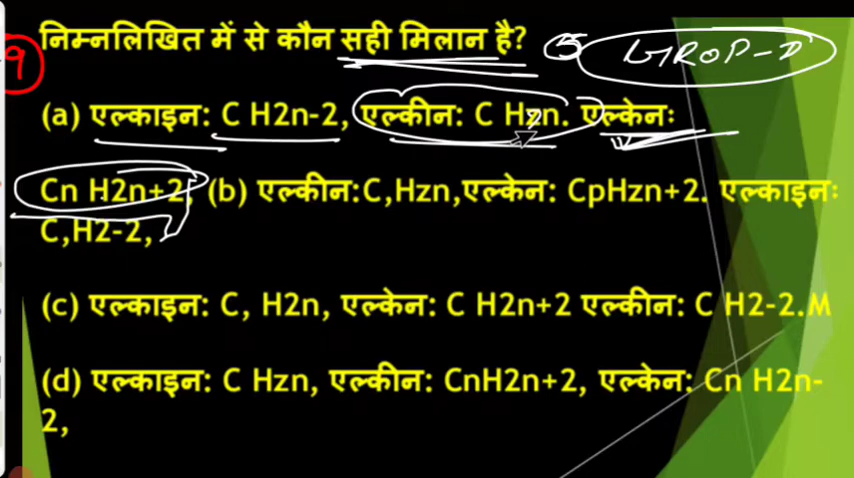 9
निम्नलिखित में से कौन सही मिलान है?
GROP-D
(a) एल्काइन: C H2n-2, एल्कीन: C Hzn. एल्केनः
Cn H2n+2, (b) एल्कीन:C,Hzn,एल्केन: CpHzn+2. एल्काइनः
C,H2-2,
(c) एल्काइन: C, H2n, एल्केन: C H2n+2 एल्कीन: C H2-2.M
(d) एल्काइन: C Hzn, एल्कीन: CnH2n+2, एल्केन: Cn H2n-
2,